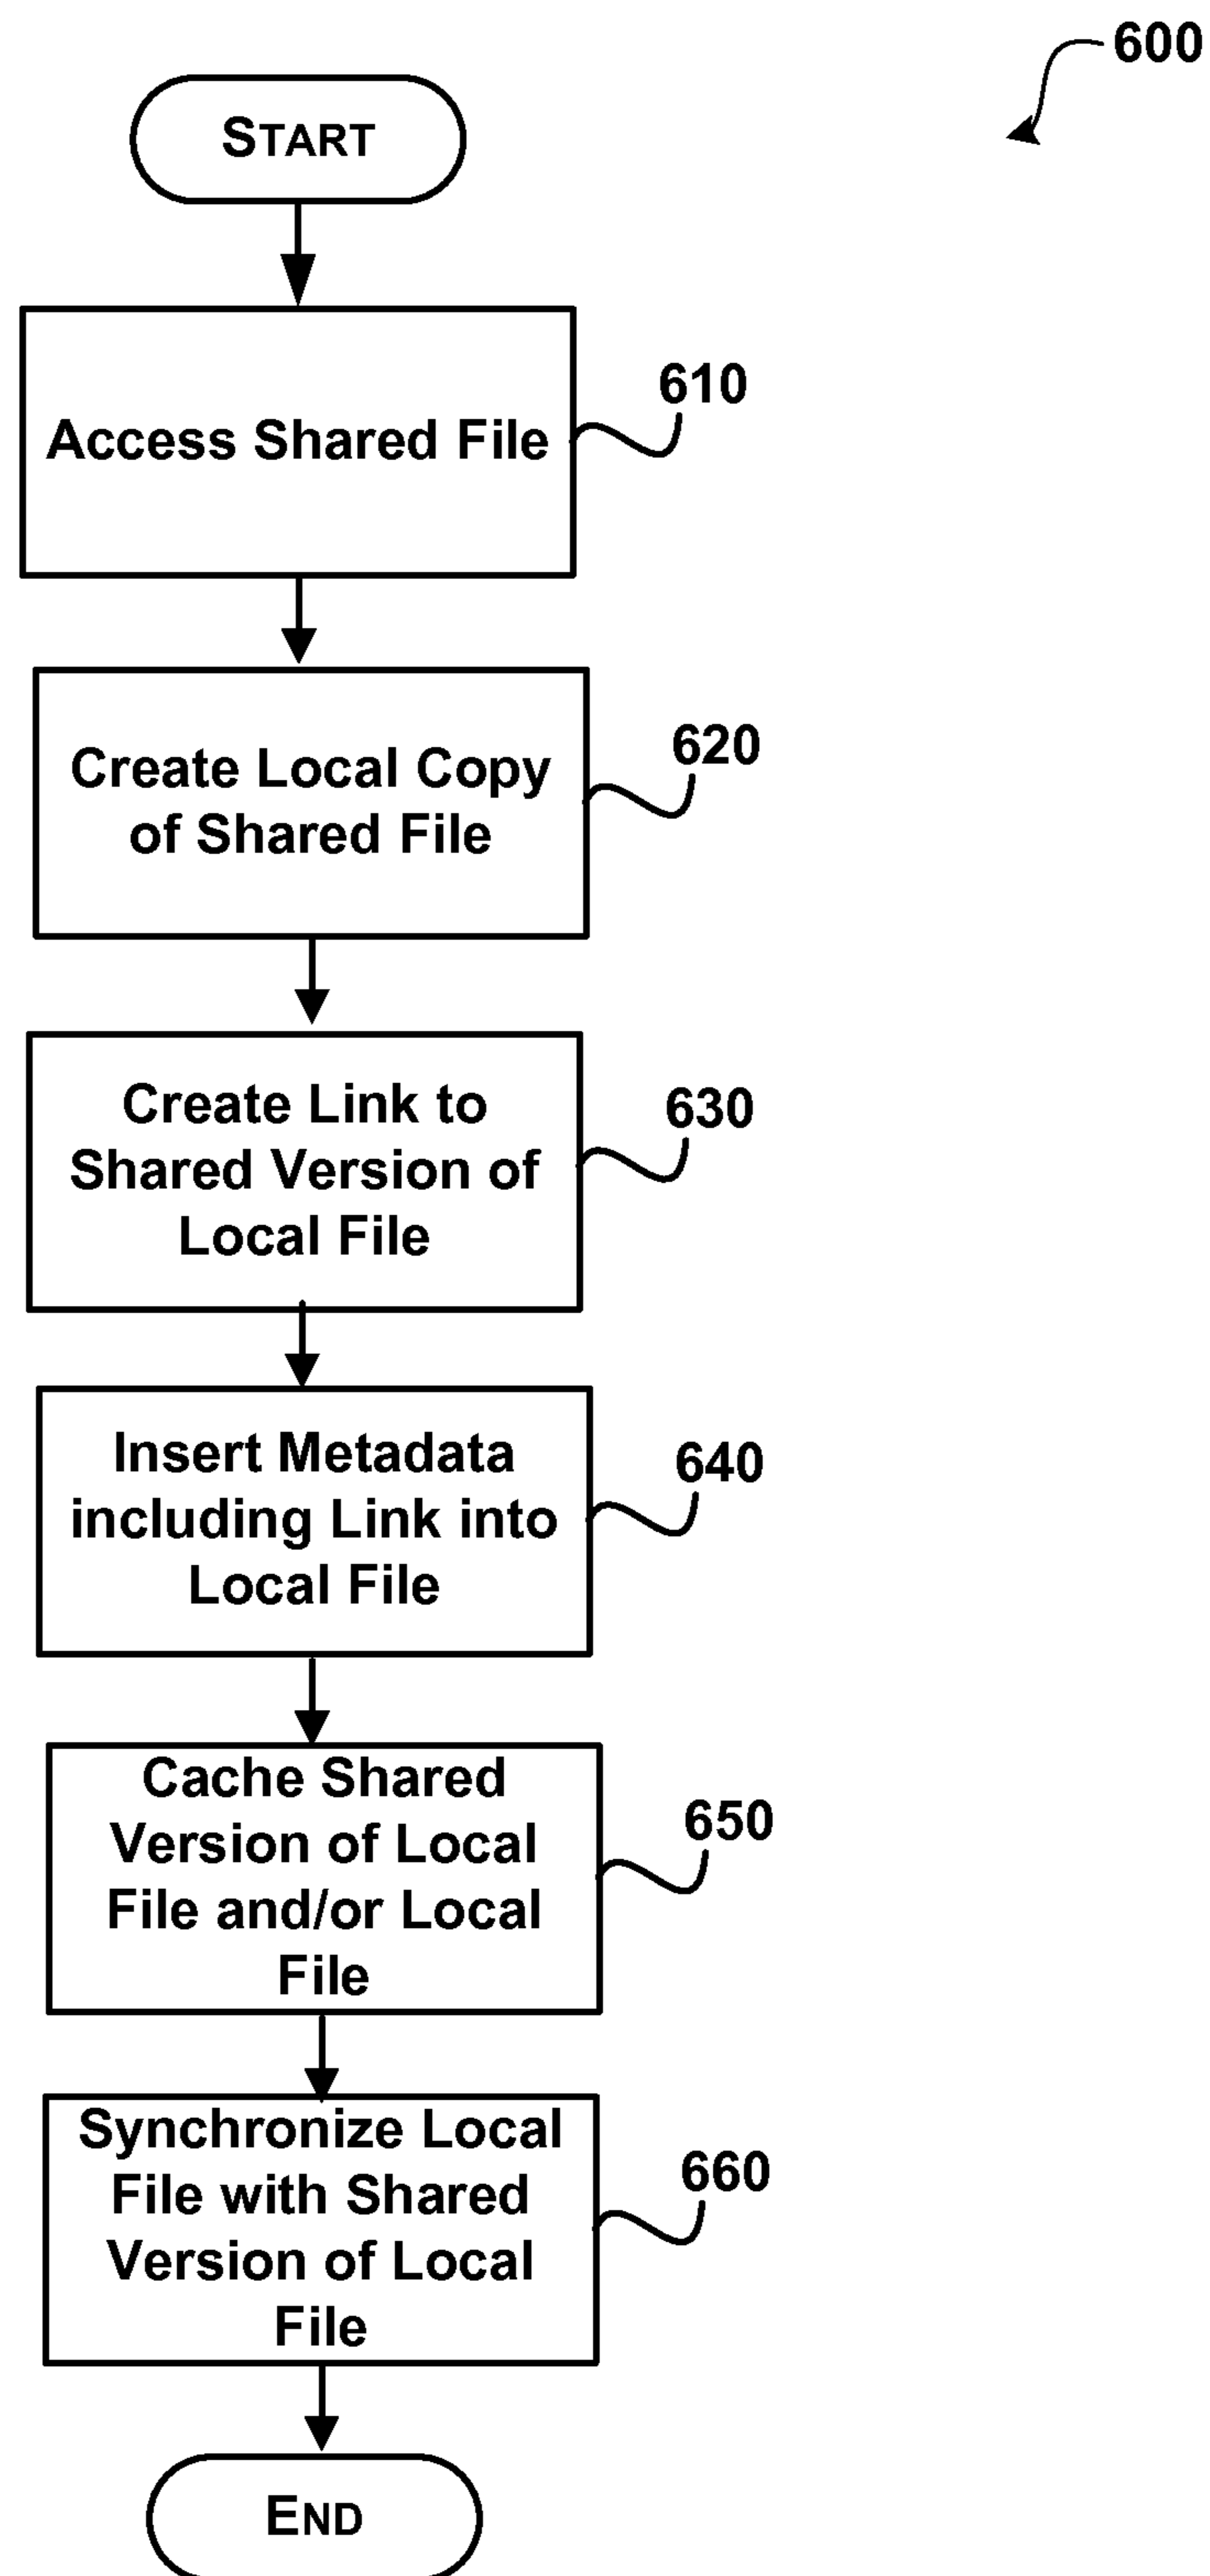 600
START
Access Shared File
610
Create Local Copy
of Shared File
620
Create Link to
Shared Version of
Local File
630
Insert Metadata
including Link into
Local File
640
Cache Shared
Version of Local
File and/or Local
File
650
Synchronize Local
File with Shared
Version of Local
File
660
END